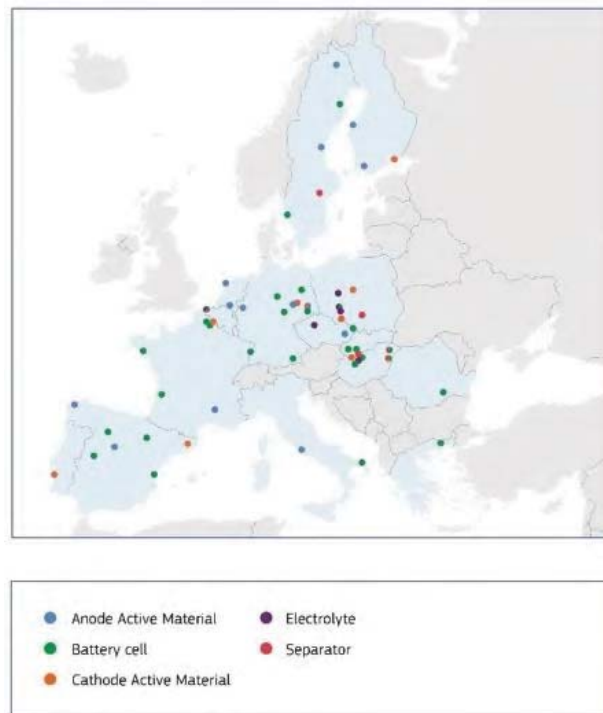 Anode Active Material
Battery cell
Cathode Active Material
Electrolyte
Separator